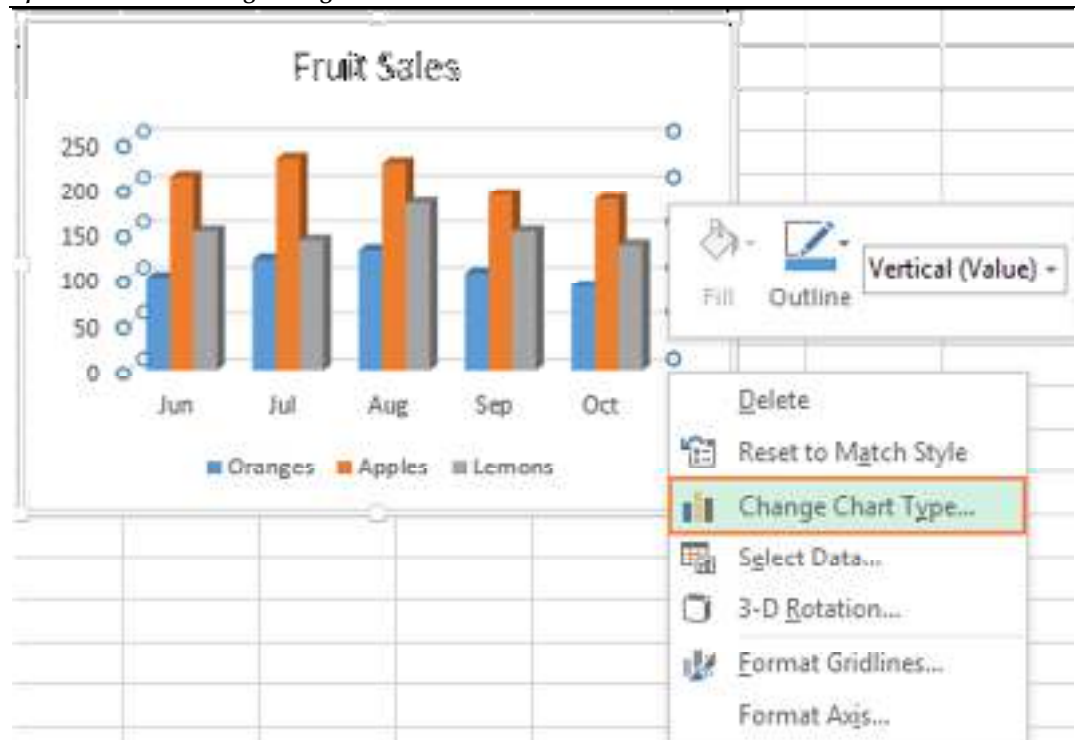 Fruit Sales
250
200
150
100
50
0
Jun Jul Aug Sep Oct
Oranges Apples Lemons
Fill Outline
Vertical (Value)
Delete
Reset to Match Style
Change Chart Type...
Select Data...
3-D Rotation...
Format Gridlines...
Format Axis...